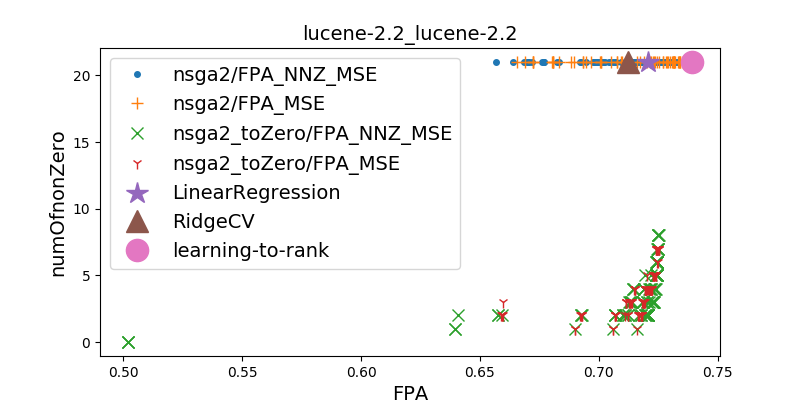 lucene-2.2_lucene-2.2
numOfnonZero
20
15
10
5
0
nsga2/FPA_NNZ_MSE
nsga2/FPA_MSE
nsga2_toZero/FPA_NNZ_MSE
nsga2_toZero/FPA_MSE
LinearRegression
RidgeCV
learning-to-rank
0.50 0.55 0.60 0.65 0.70 0.75
FPA